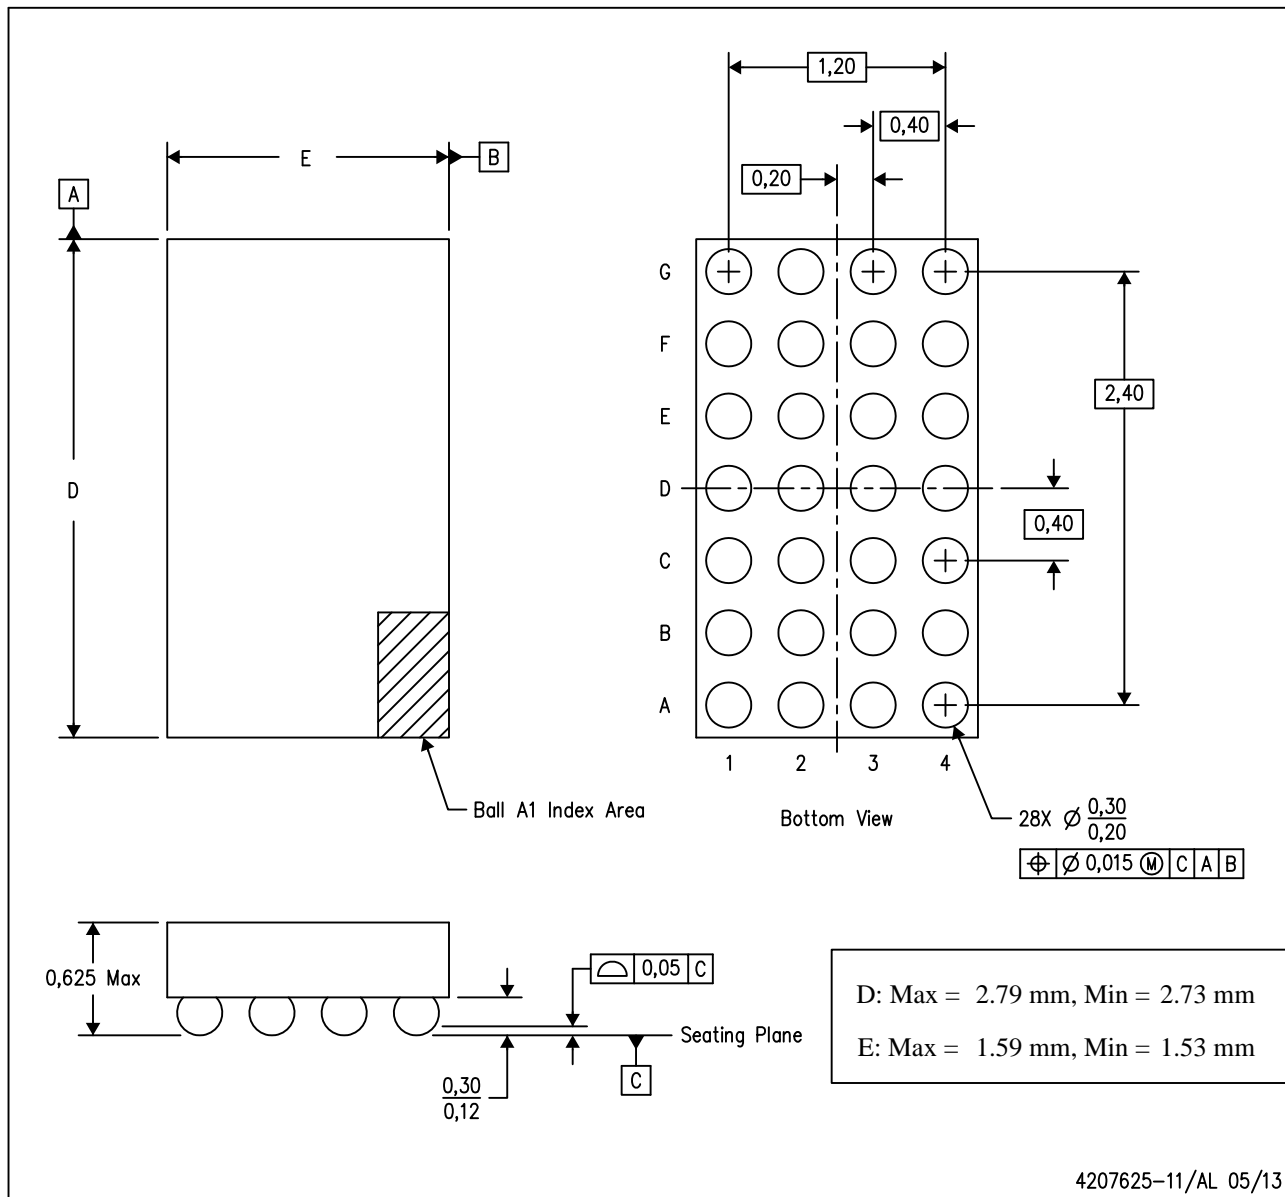 1,20
0,40
0,20
E
B
A
D
G
F
E
D
C
B
A
2,40
0,40
1 2 3 4
Ball A1 Index Area
Bottom View
28X Ø 0,30
0,20
⌖ Ø 0,015 Ⓜ C A B
0,625 Max
⌓ 0,05 C
Seating Plane
C
0,30
0,12
D: Max = 2.79 mm, Min = 2.73 mm
E: Max = 1.59 mm, Min = 1.53 mm
4207625-11/AL 05/13